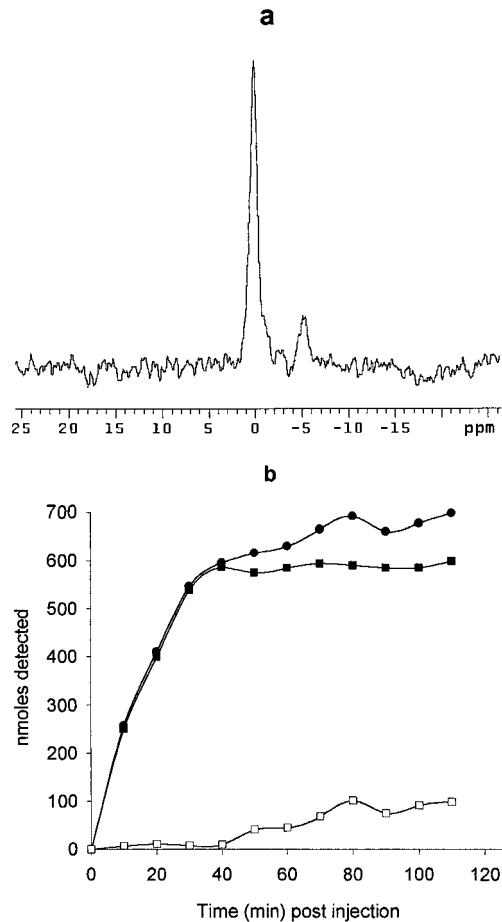 a
25 20 15 10 5 0 -5 -10 -15 ppm
b
700
600
500
400
300
200
100
0
nmoles detected
0 20 40 60 80 100 120
Time (min) post injection